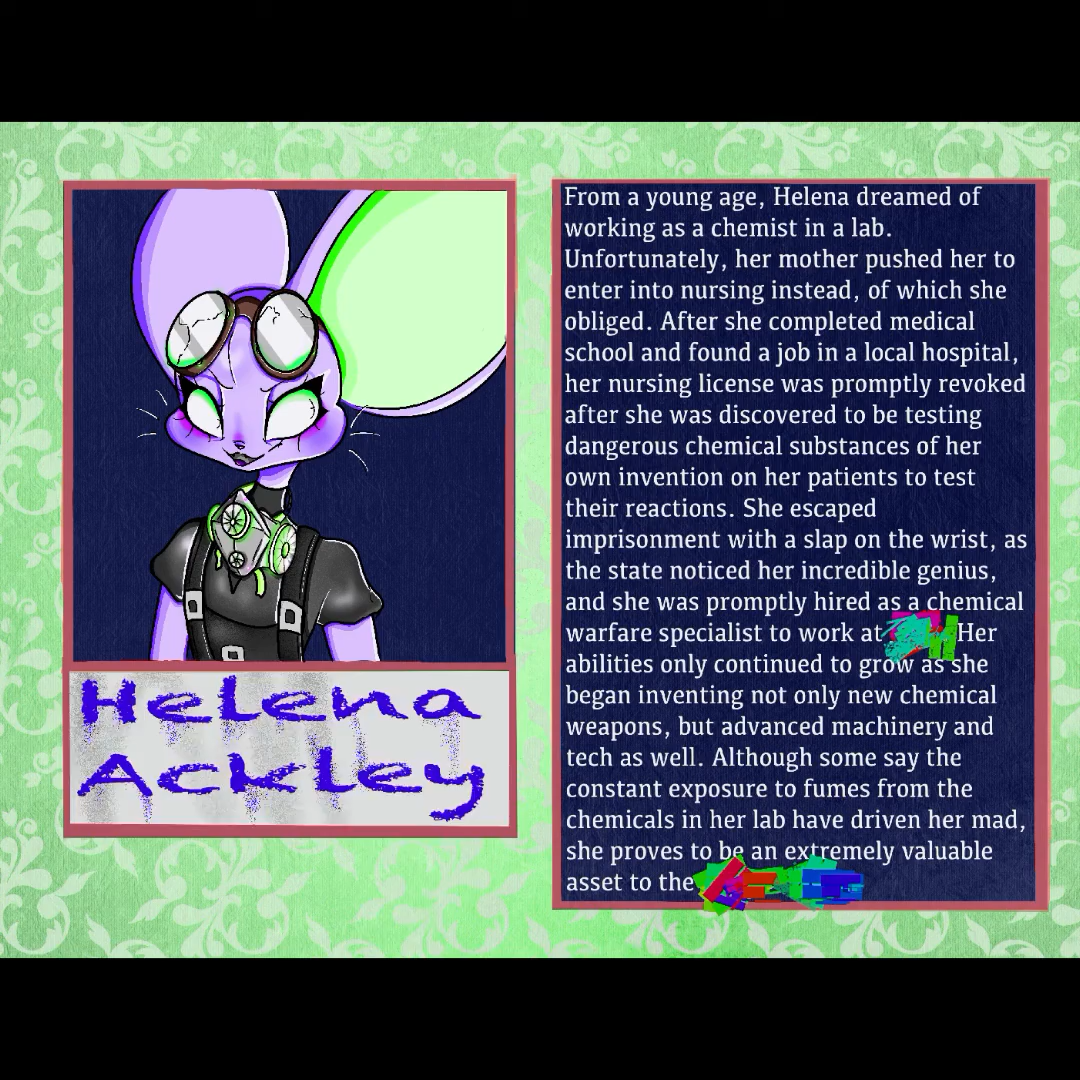 Helena
Ackley
From a young age, Helena dreamed of
working as a chemist in a lab.
Unfortunately, her mother pushed her to
enter into nursing instead, of which she
obliged. After she completed medical
school and found a job in a local hospital,
her nursing license was promptly revoked
after she was discovered to be testing
dangerous chemical substances of her
own invention on her patients to test
their reactions. She escaped
imprisonment with a slap on the wrist, as
the state noticed her incredible genius,
and she was promptly hired as a chemical
warfare specialist to work at Her
abilities only continued to grow as she
began inventing not only new chemical
weapons, but advanced machinery and
tech as well. Although some say the
constant exposure to fumes from the
chemicals in her lab have driven her mad,
she proves to be an extremely valuable
asset to the